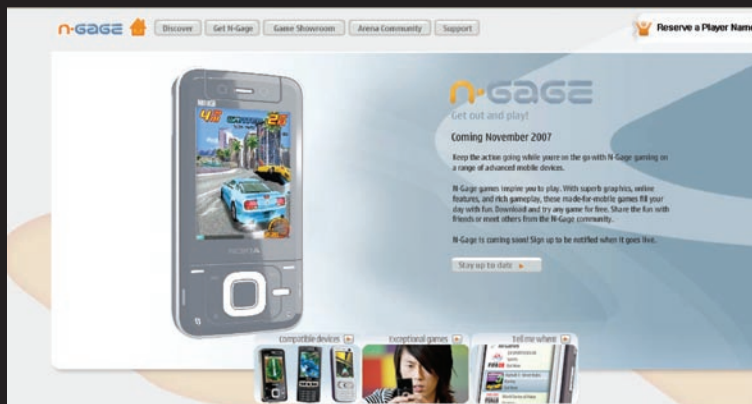 n-GAGE
Discover
Get N-Gage
Game Showroom
Arena Community
Support
Reserve a Player Name
n-GAGE
Get out and play!
Coming November 2007
Keep the action going while youre on the go with N-Gage gaming on
a range of advanced mobile devices.
N-Gage games inspire you to play. With superb graphics, online
features, and rich gameplay, these made-for-mobile games fill your
day with fun. Download and try any game for free. Share the fun with
friends or meet others from the N-Gage community.
N-Gage is coming soon! Sign up to be notified when it goes live.
Stay up to date
NOKIA
compatible devices
Exceptional games
Tell me where